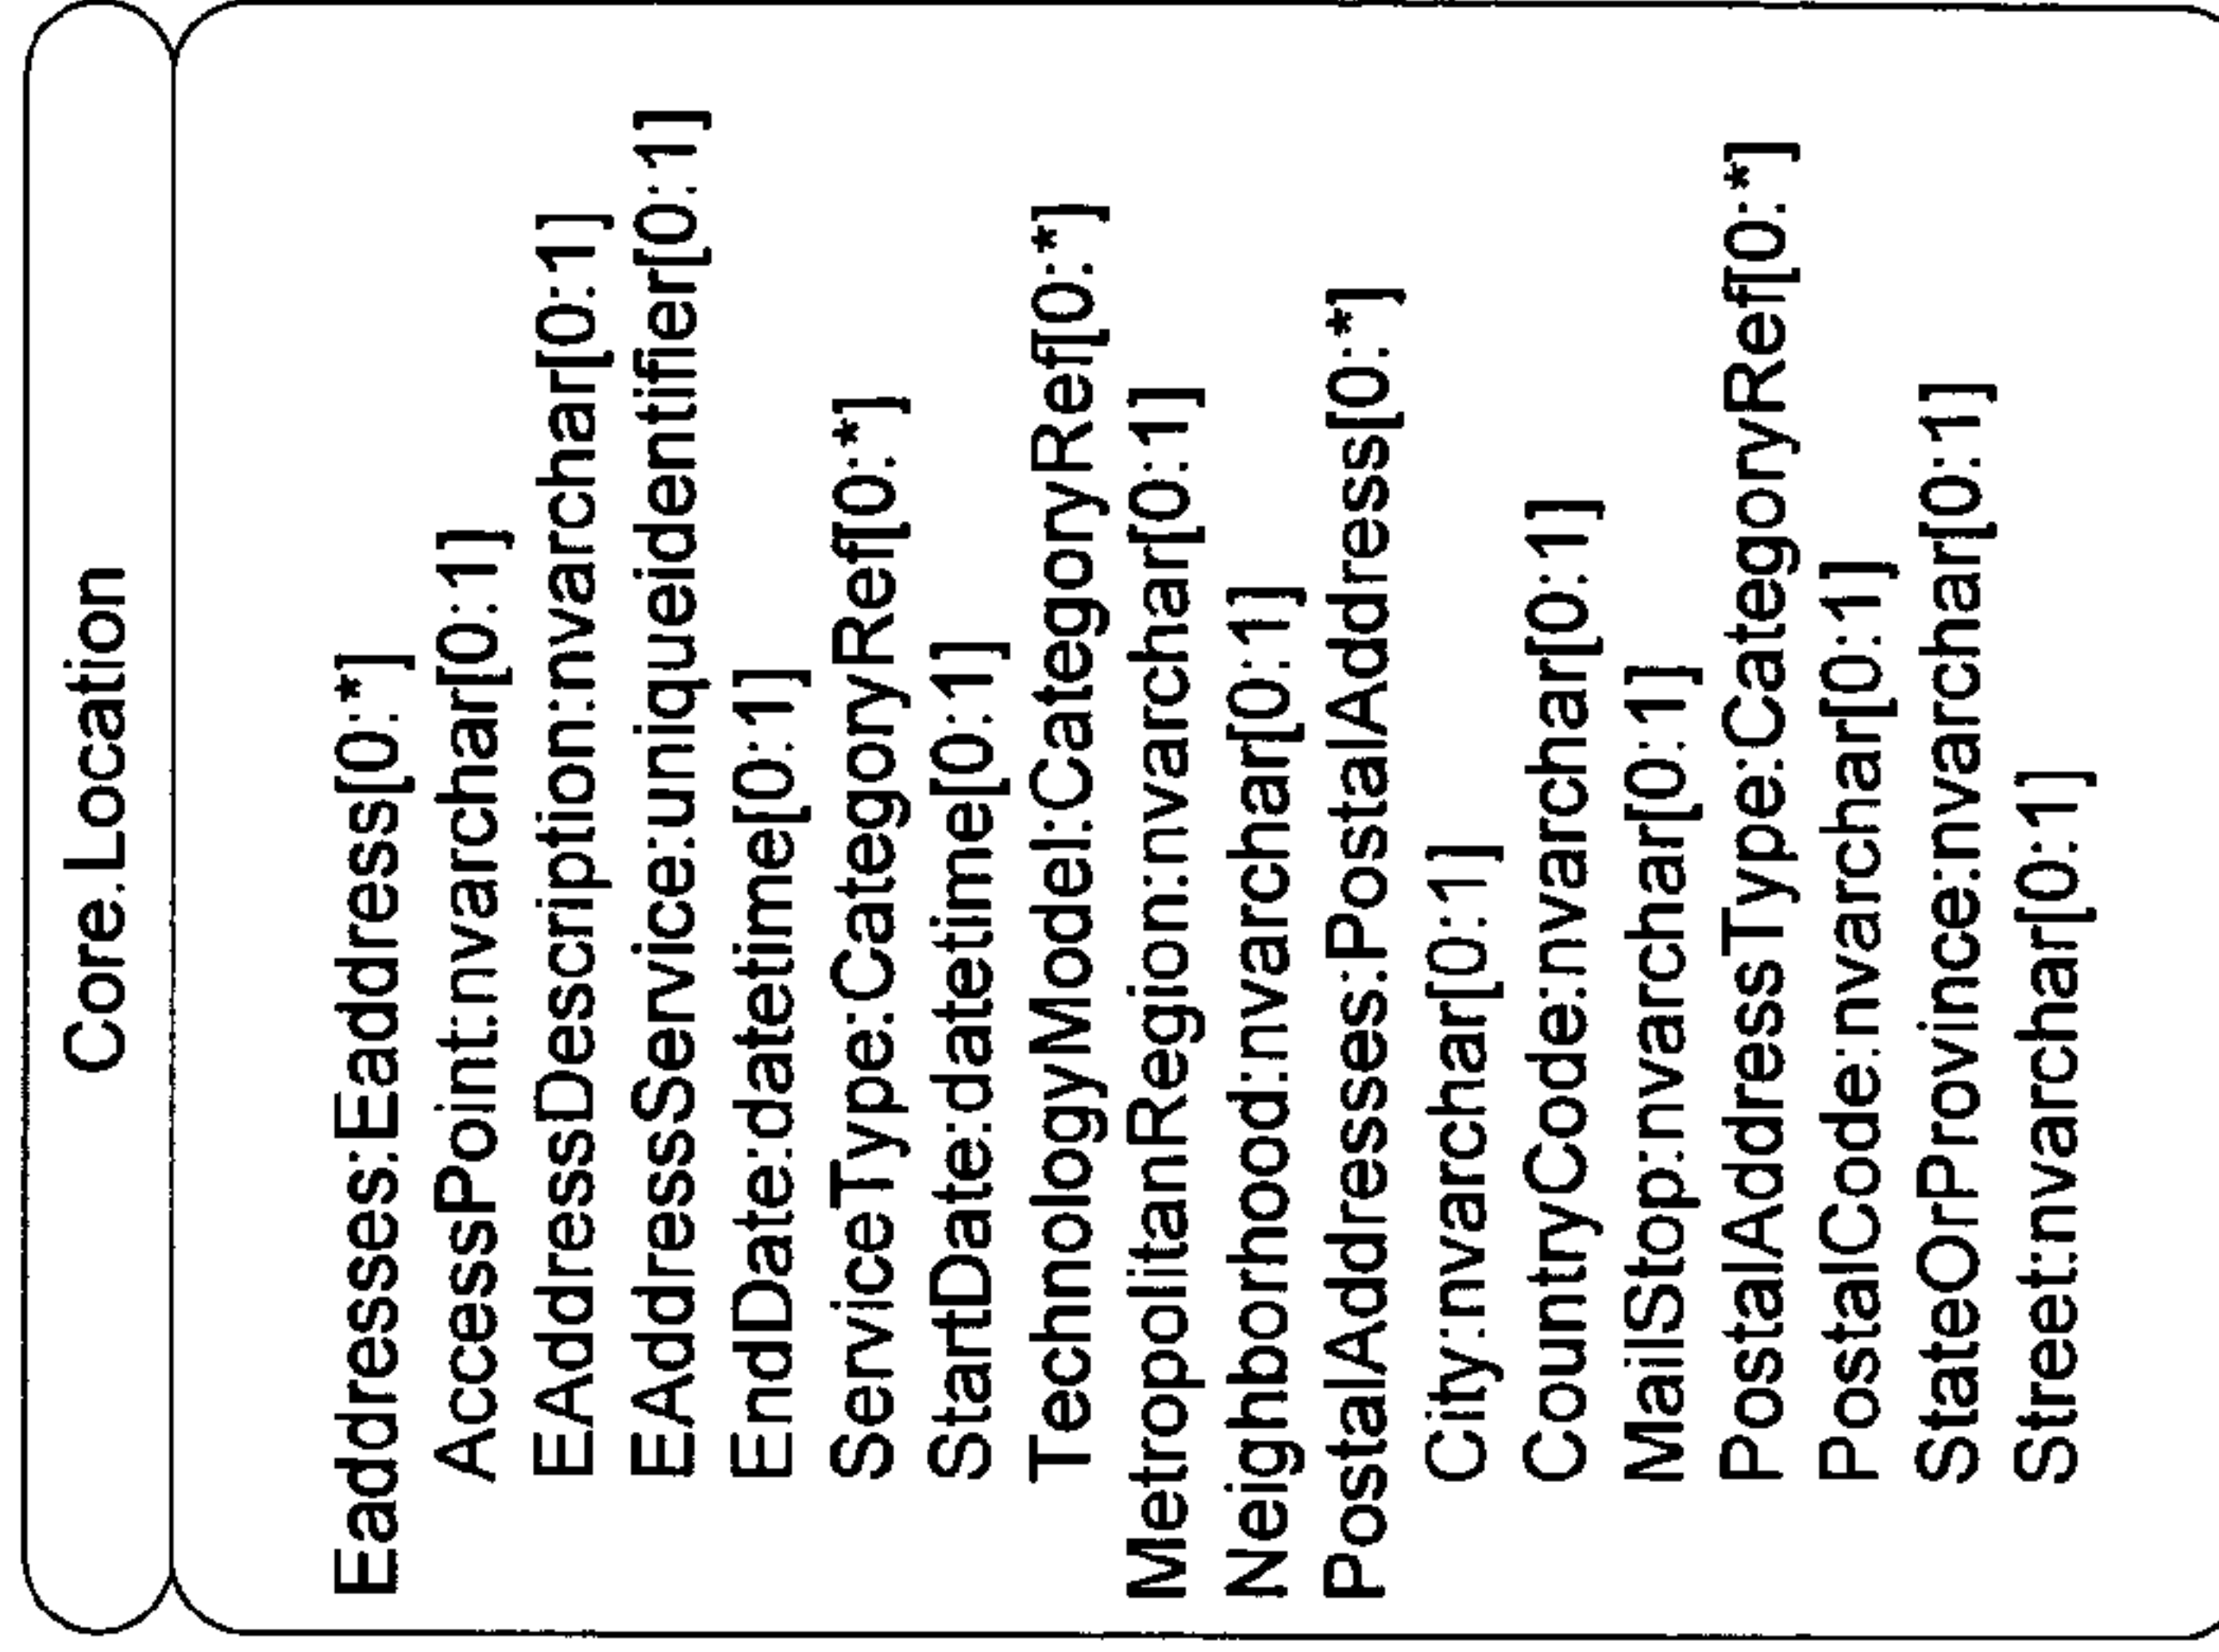 Core.Location
Eaddresses:Eaddress[0:*]
AccessPoint:nvarchar[0:1]
EAddressDescription:nvarchar[0:1]
EAddressService:uniqueidentifier[0:1]
EndDate:datetime[0:1]
ServiceType:CategoryRef[0:*]
StartDate:datetime[0:1]
TechnologyModel:CategoryRef[0:*]
MetropolitanRegion:nvarchar[0:1]
Neighborhood:nvarchar[0:1]
PostalAddresses:PostalAddress[0:*]
City:nvarchar[0:1]
CountryCode:nvarchar[0:1]
MailStop:nvarchar[0:1]
PostalAddressType:CategoryRef[0:*]
PostalCode:nvarchar[0:1]
StateOrProvince:nvarchar[0:1]
Street:nvarchar[0:1]